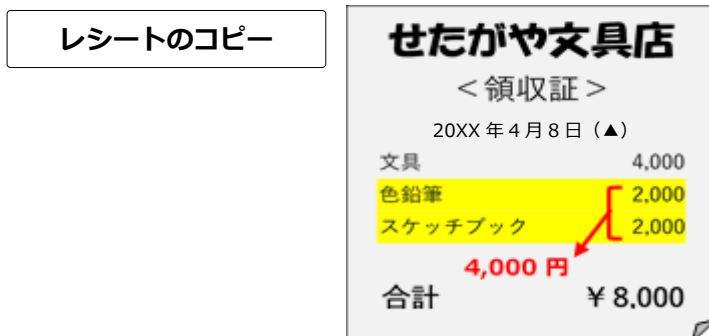 レシートのコピー
せたがや文具店
＜領収証＞
20XX 年４月８日（▲）
文具 4,000
色鉛筆 2,000
スケッチブック 2,000
4,000 円
合計 ¥ 8,000